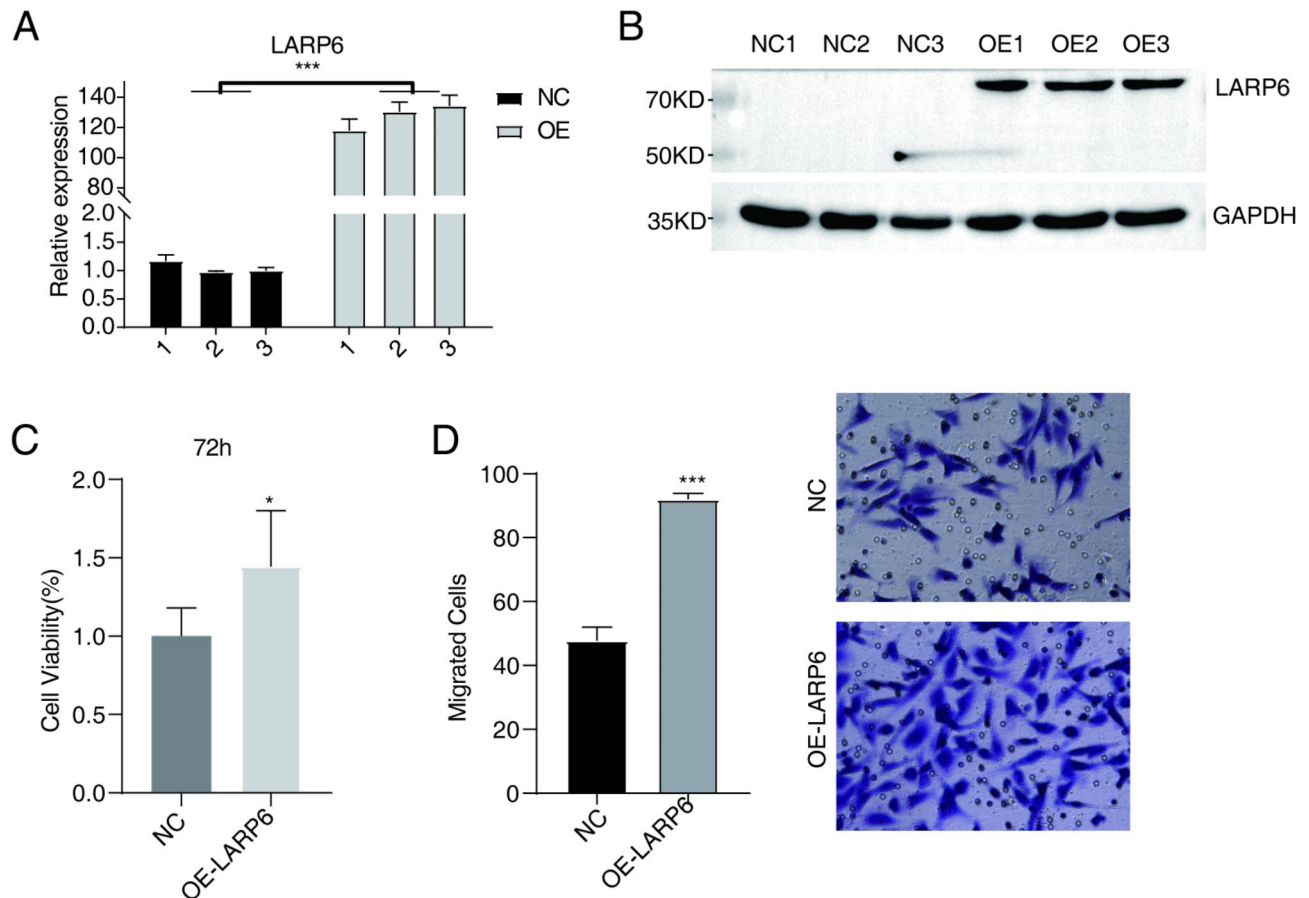 A
LARP6
***
Relative expression
140
120
100
80
2.0
1.5
1.0
0.5
0.0
1
2
3
1
2
3
NC
OE
B
NC1 NC2 NC3 OE1 OE2 OE3
70KD
50KD
35KD
LARP6
GAPDH
C
72h
Cell Viability(%)
2.0
1.5
1.0
0.5
0.0
*
NC
OE-LARP6
D
Migrated Cells
100
80
60
40
20
0
***
NC
OE-LARP6
NC
OE-LARP6